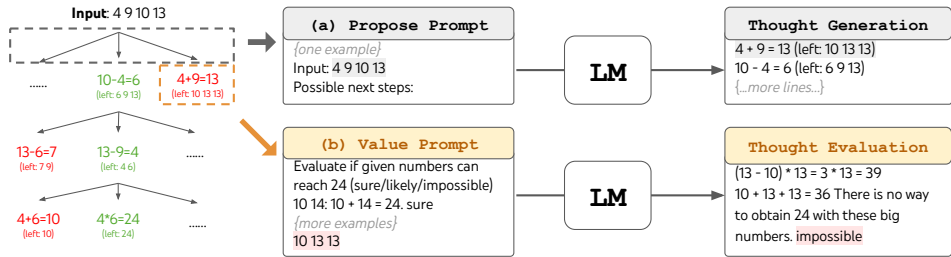 Input: 4 9 10 13
......
10-4=6
(left: 6 9 13)
4+9=13
(left: 10 13 13)
13-6=7
(left: 7 9)
13-9=4
(left: 4 6)
......
4+6=10
(left: 10)
4*6=24
(left: 24)
......
(a) Propose Prompt
{one example}
Input: 4 9 10 13
Possible next steps:
LM
Thought Generation
4 + 9 = 13 (left: 10 13 13)
10 - 4 = 6 (left: 6 9 13)
{...more lines...}
(b) Value Prompt
Evaluate if given numbers can
reach 24 (sure/likely/impossible)
10 14: 10 + 14 = 24. sure
{more examples}
10 13 13
LM
Thought Evaluation
(13 - 10) * 13 = 3 * 13 = 39
10 + 13 + 13 = 36 There is no way
to obtain 24 with these big
numbers. impossible